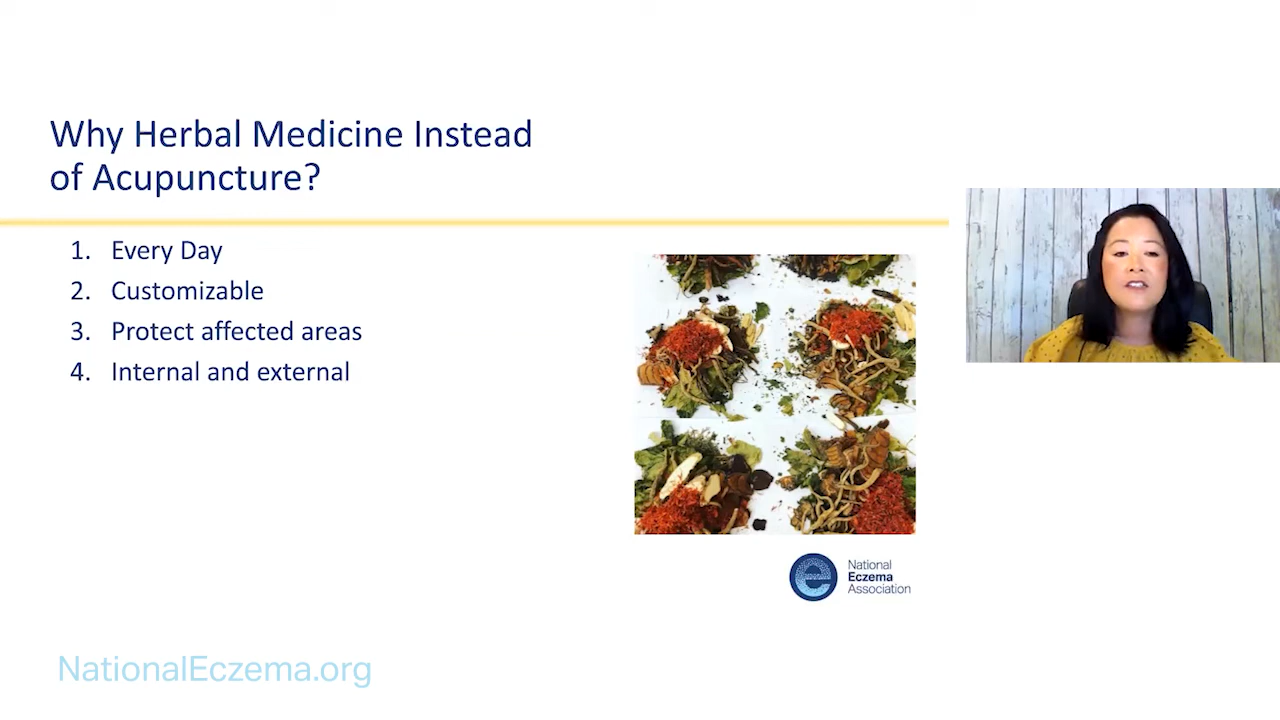 Why Herbal Medicine Instead
of Acupuncture?
1. Every Day
2. Customizable
3. Protect affected areas
4. Internal and external
National
Eczema
Association
NationalEczema.org